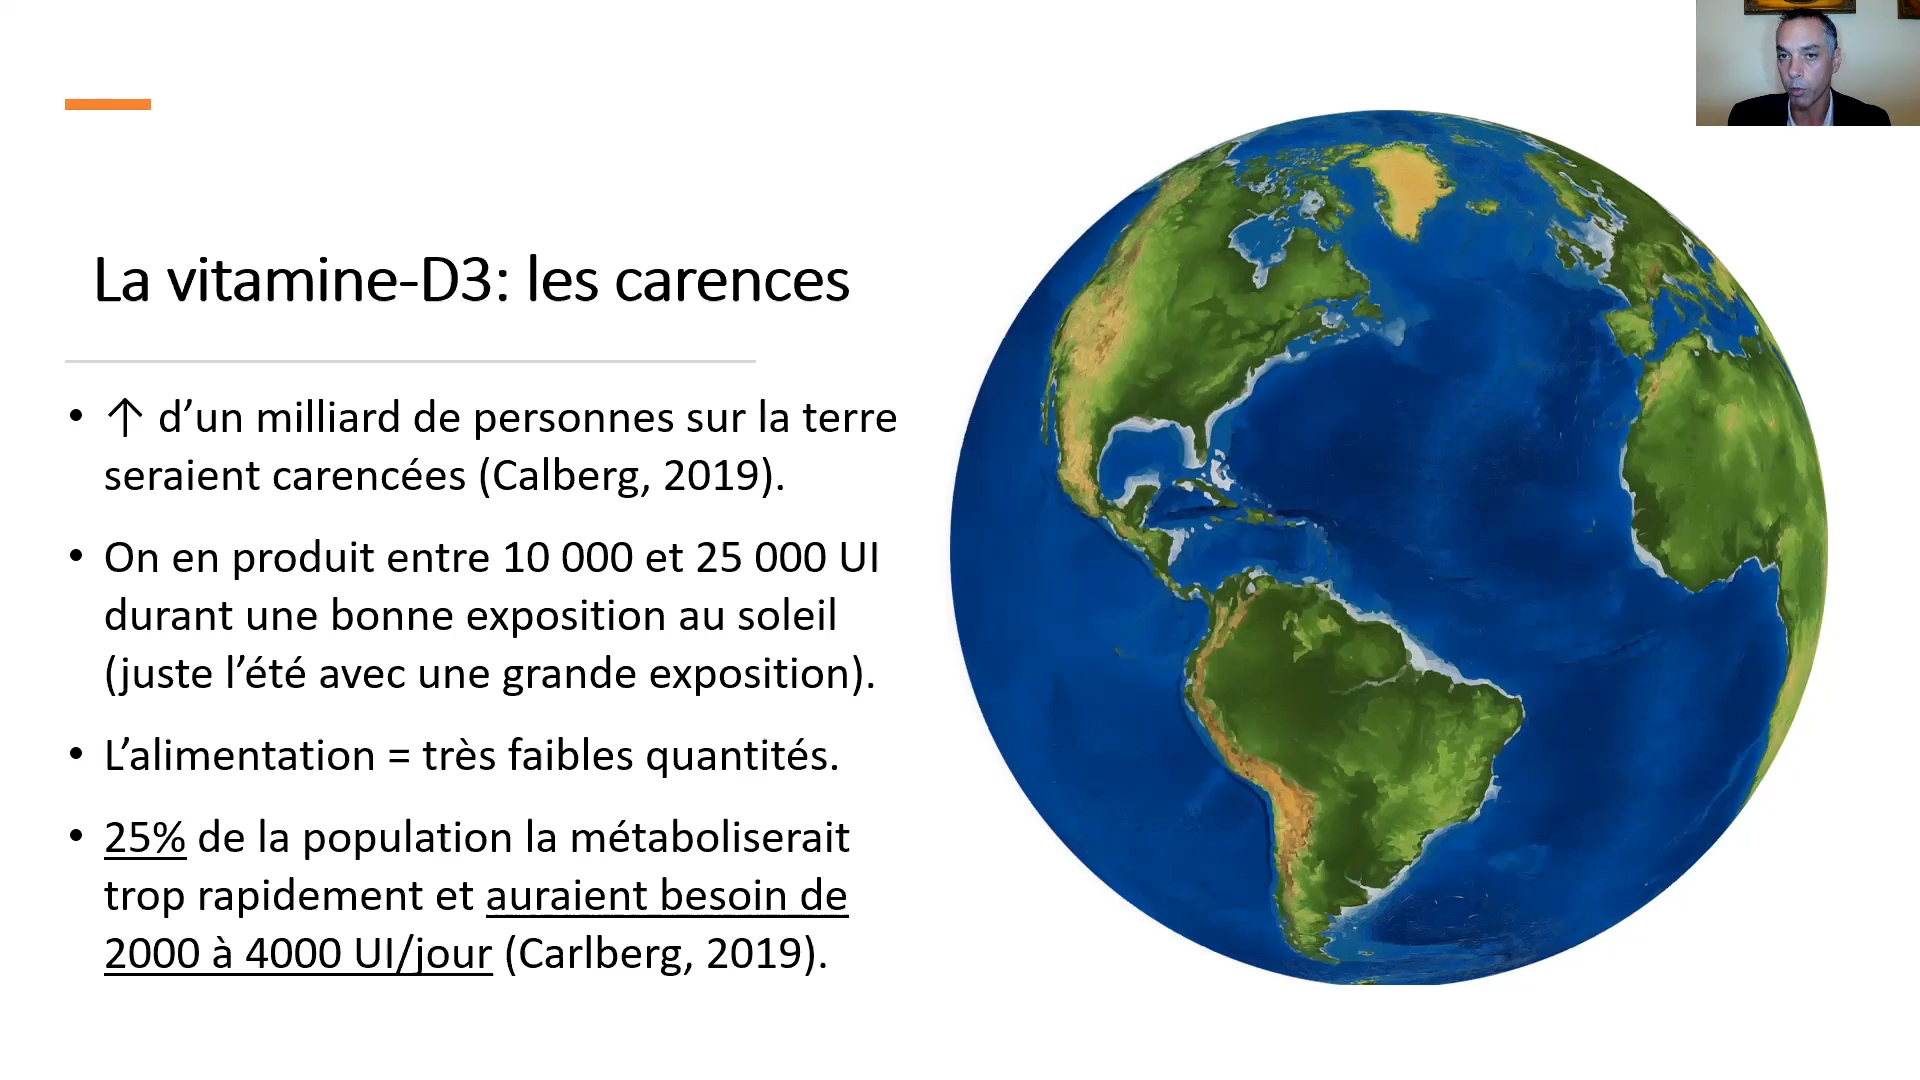 La vitamine-D3: les carences
• ↑ d’un milliard de personnes sur la terre
seraient carencées (Calberg, 2019).
• On en produit entre 10 000 et 25 000 UI
durant une bonne exposition au soleil
(juste l’été avec une grande exposition).
• L’alimentation = très faibles quantités.
• 25% de la population la métaboliserait
trop rapidement et auraient besoin de
2000 à 4000 UI/jour (Carlberg, 2019).